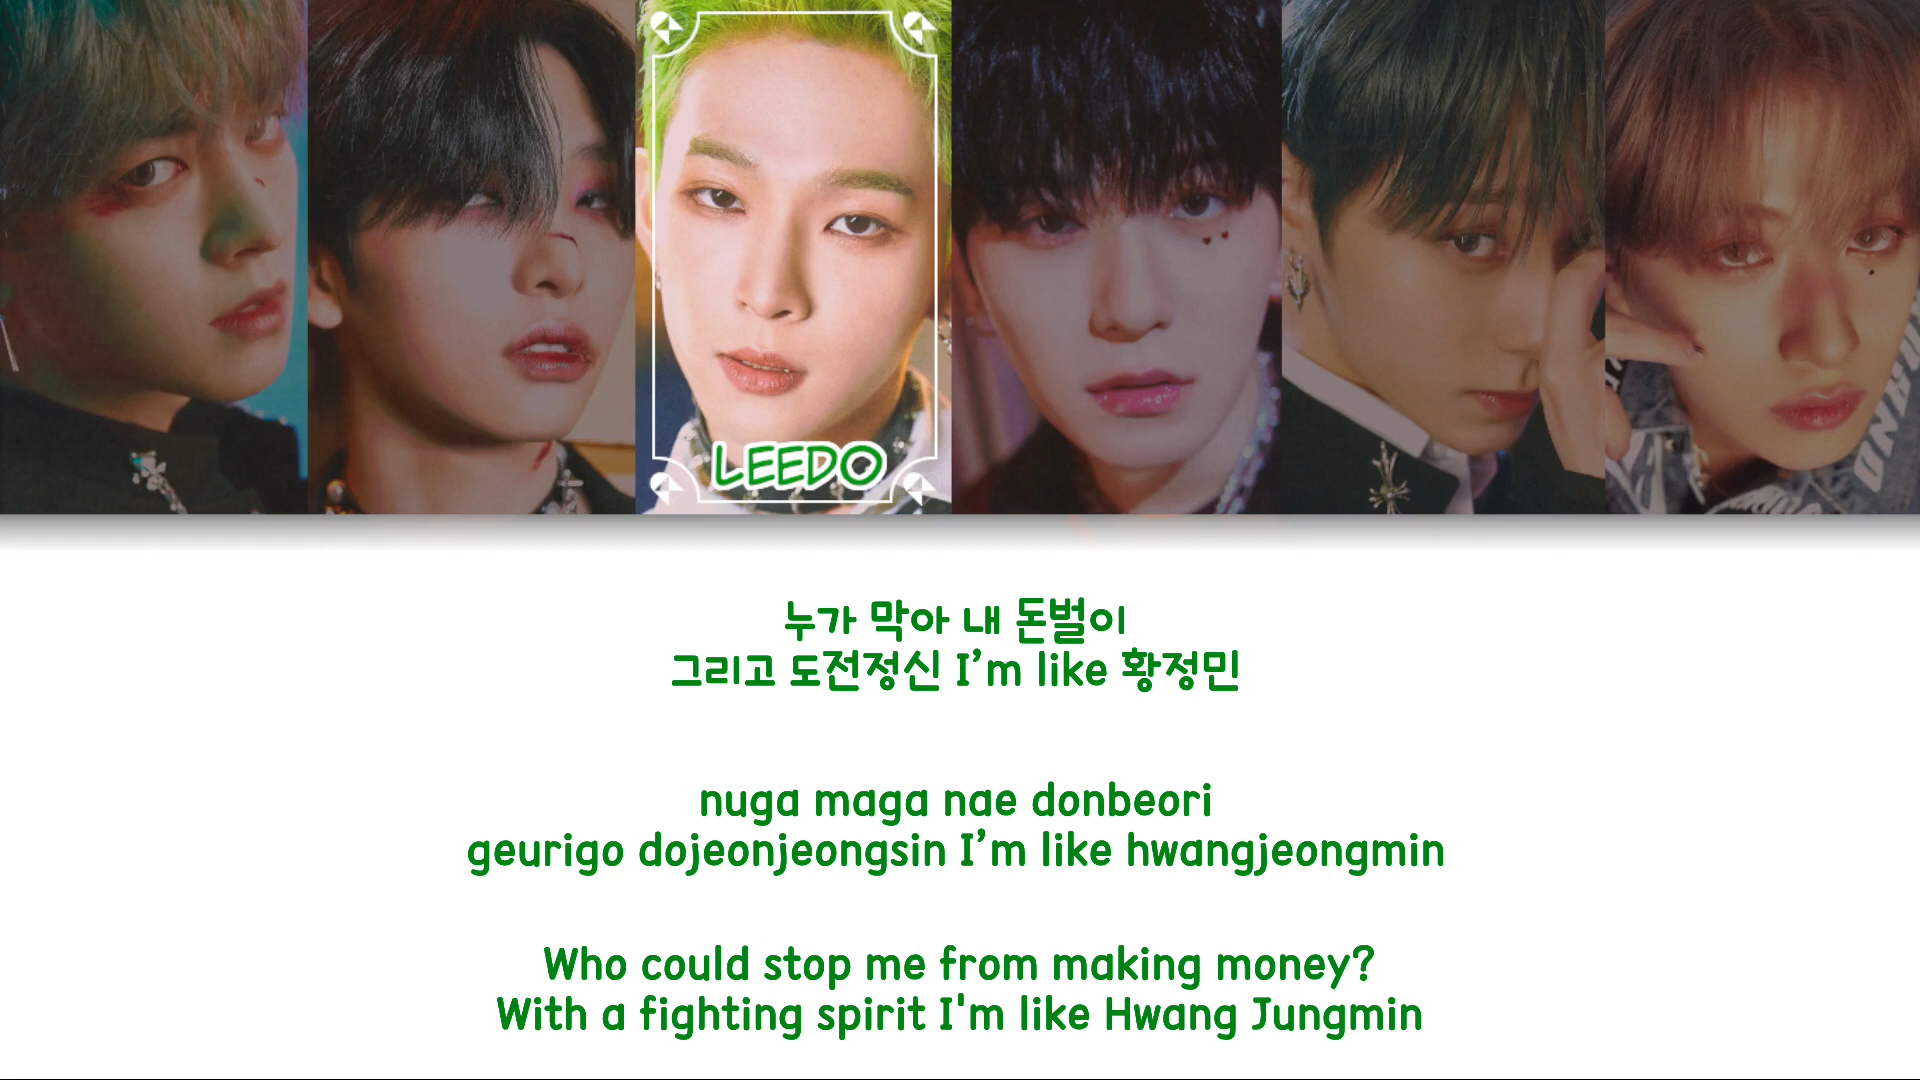 LEEDO
누가 막아 내 돈벌이
그리고 도전정신 I’m like 황정민
nuga maga nae donbeori
geurigo dojeonjeongsin I’m like hwangjeongmin
Who could stop me from making money?
With a fighting spirit I'm like Hwang Jungmin